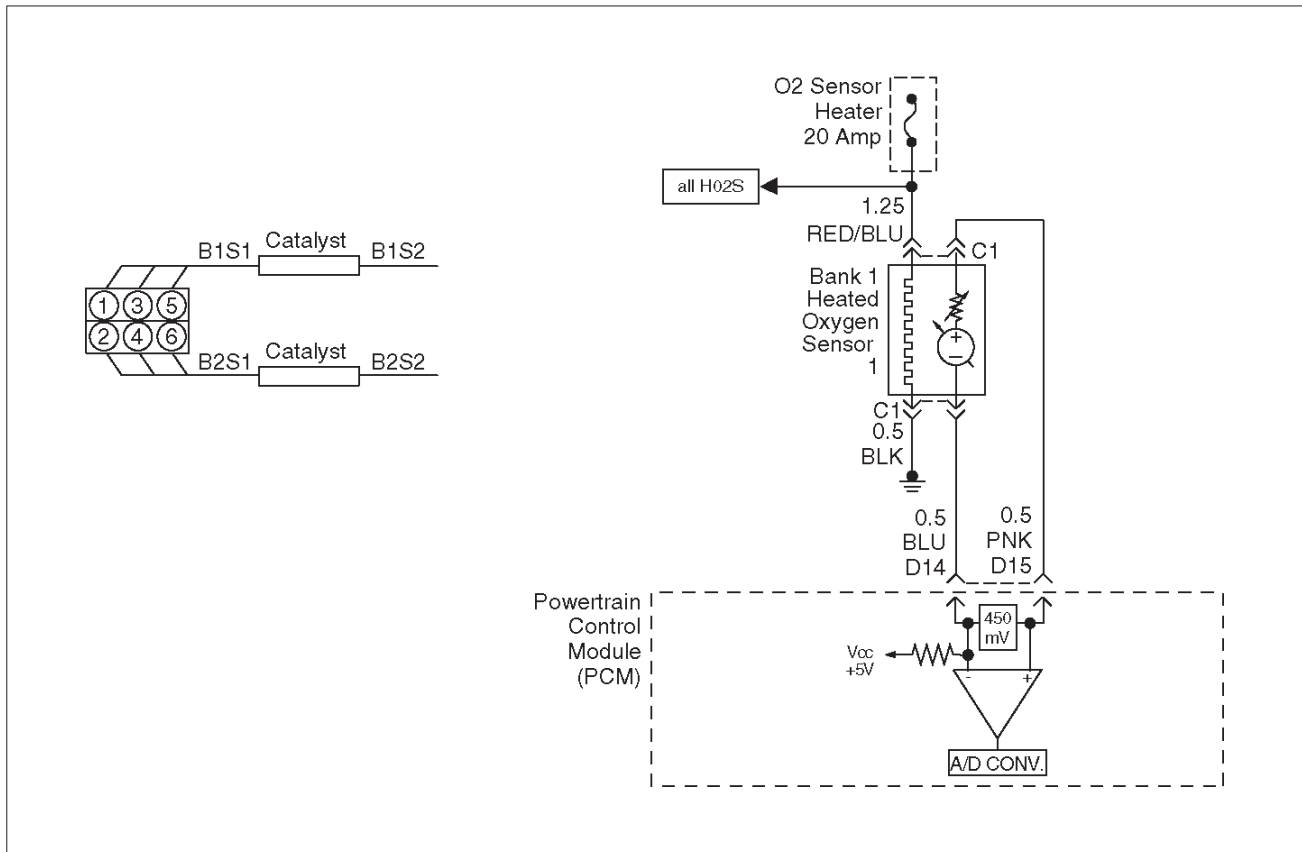 O2 Sensor
Heater
20 Amp
all H02S
1.25
RED/BLU
C1
Bank 1
Heated
Oxygen
Sensor
1
C1
0.5
BLK
B1S1 Catalyst B1S2
1 3 5
2 4 6
B2S1 Catalyst B2S2
0.5
BLU
D14
0.5
PNK
D15
Powertrain
Control
Module
(PCM)
450
mV
Vcc
+5V
- +
A/D CONV.